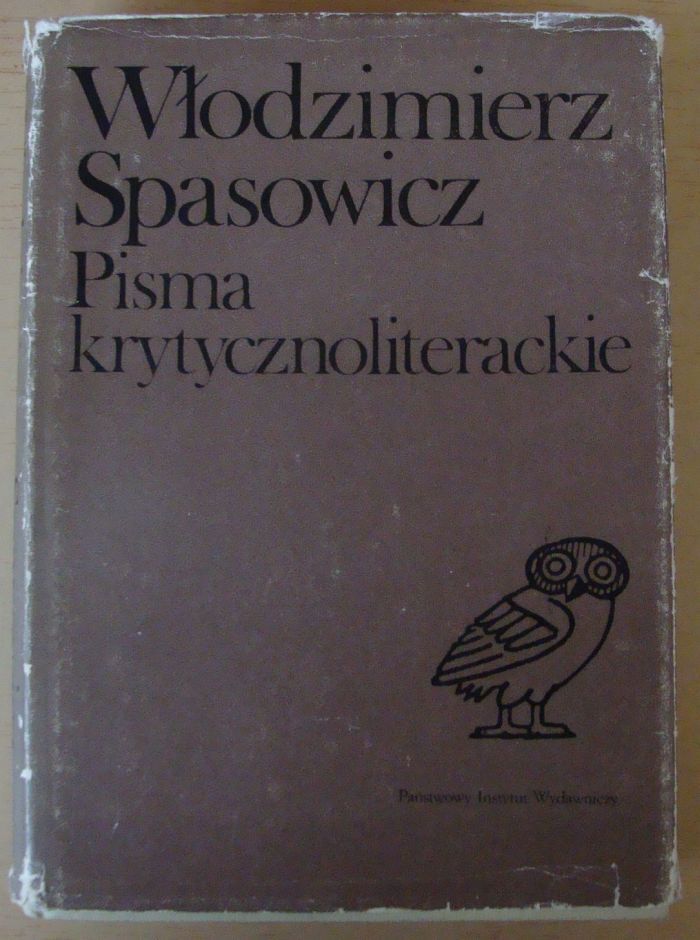 Włodzimierz
Spasowicz
Pisma
krytycznoliterackie
Państwowy Instytut Wydawniczy